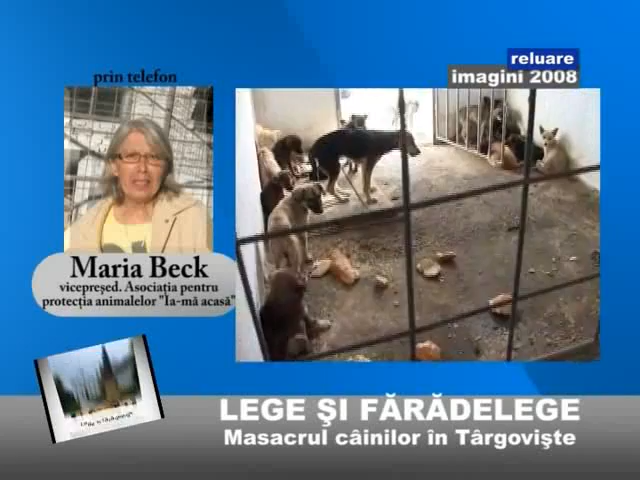 reluare
imagini 2008
prin telefon
Maria Beck
vicepreşed. Asociaţia pentru
protecţia animalelor "Ia-mă acasă"
LEGE ŞI FĂRĂDELEGE
Masacrul câinilor în Târgovişte